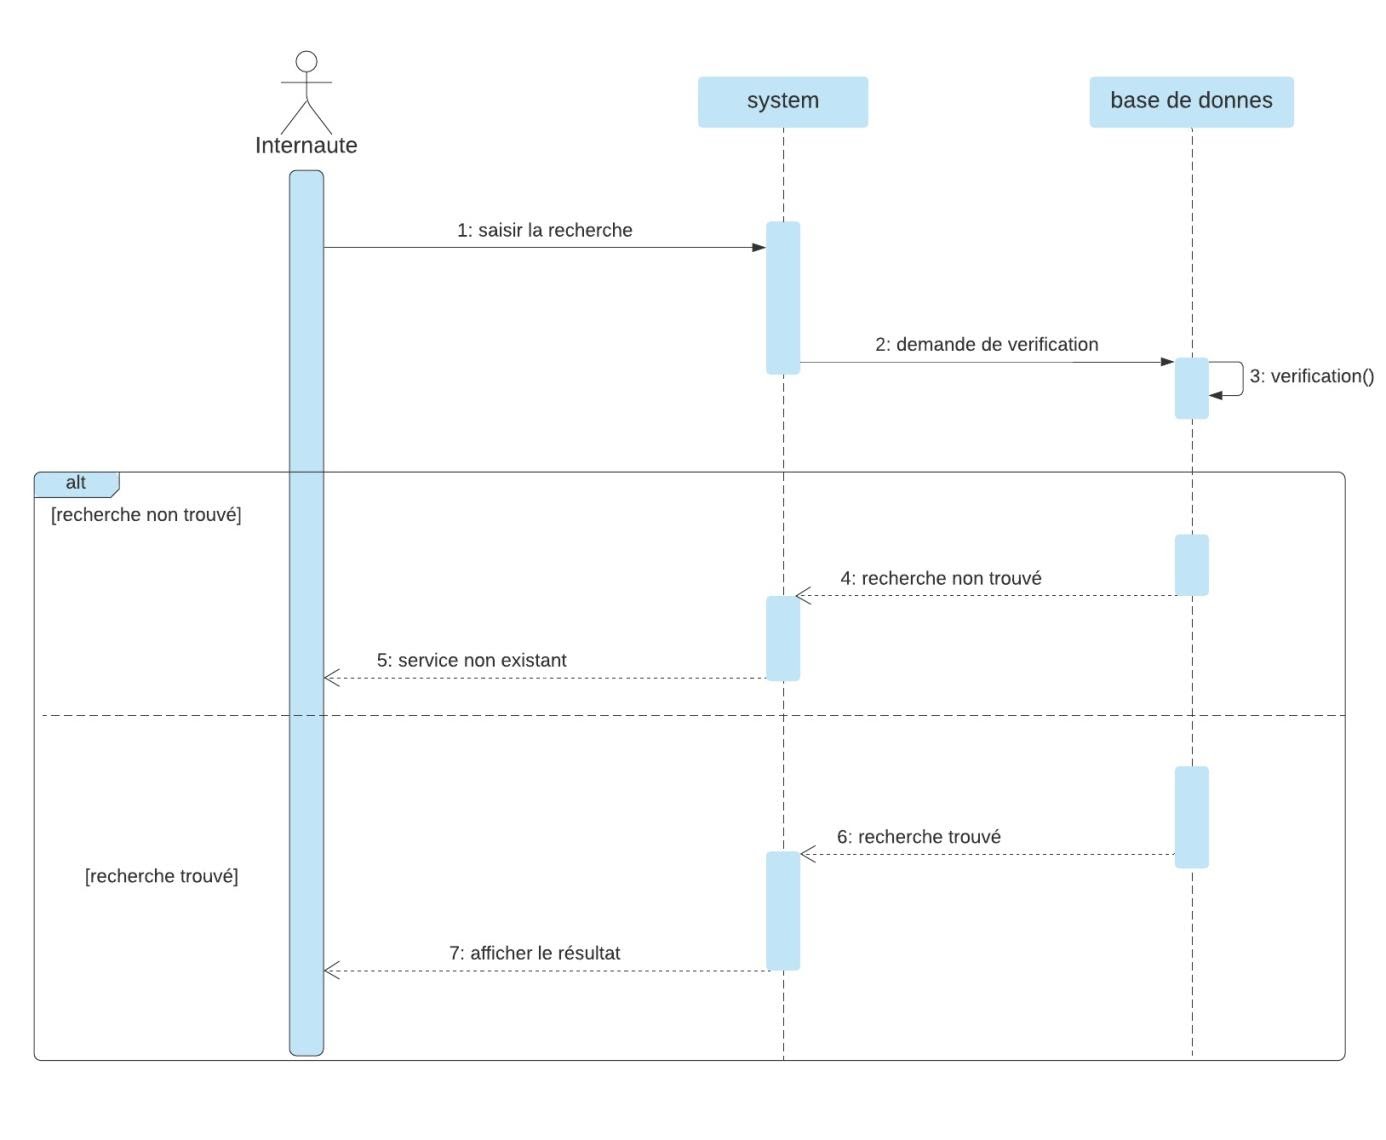 Internaute
system
base de donnes
1: saisir la recherche
2: demande de verification
3: verification()
alt
[recherche non trouvé]
4: recherche non trouvé
5: service non existant
6: recherche trouvé
[recherche trouvé]
7: afficher le résultat